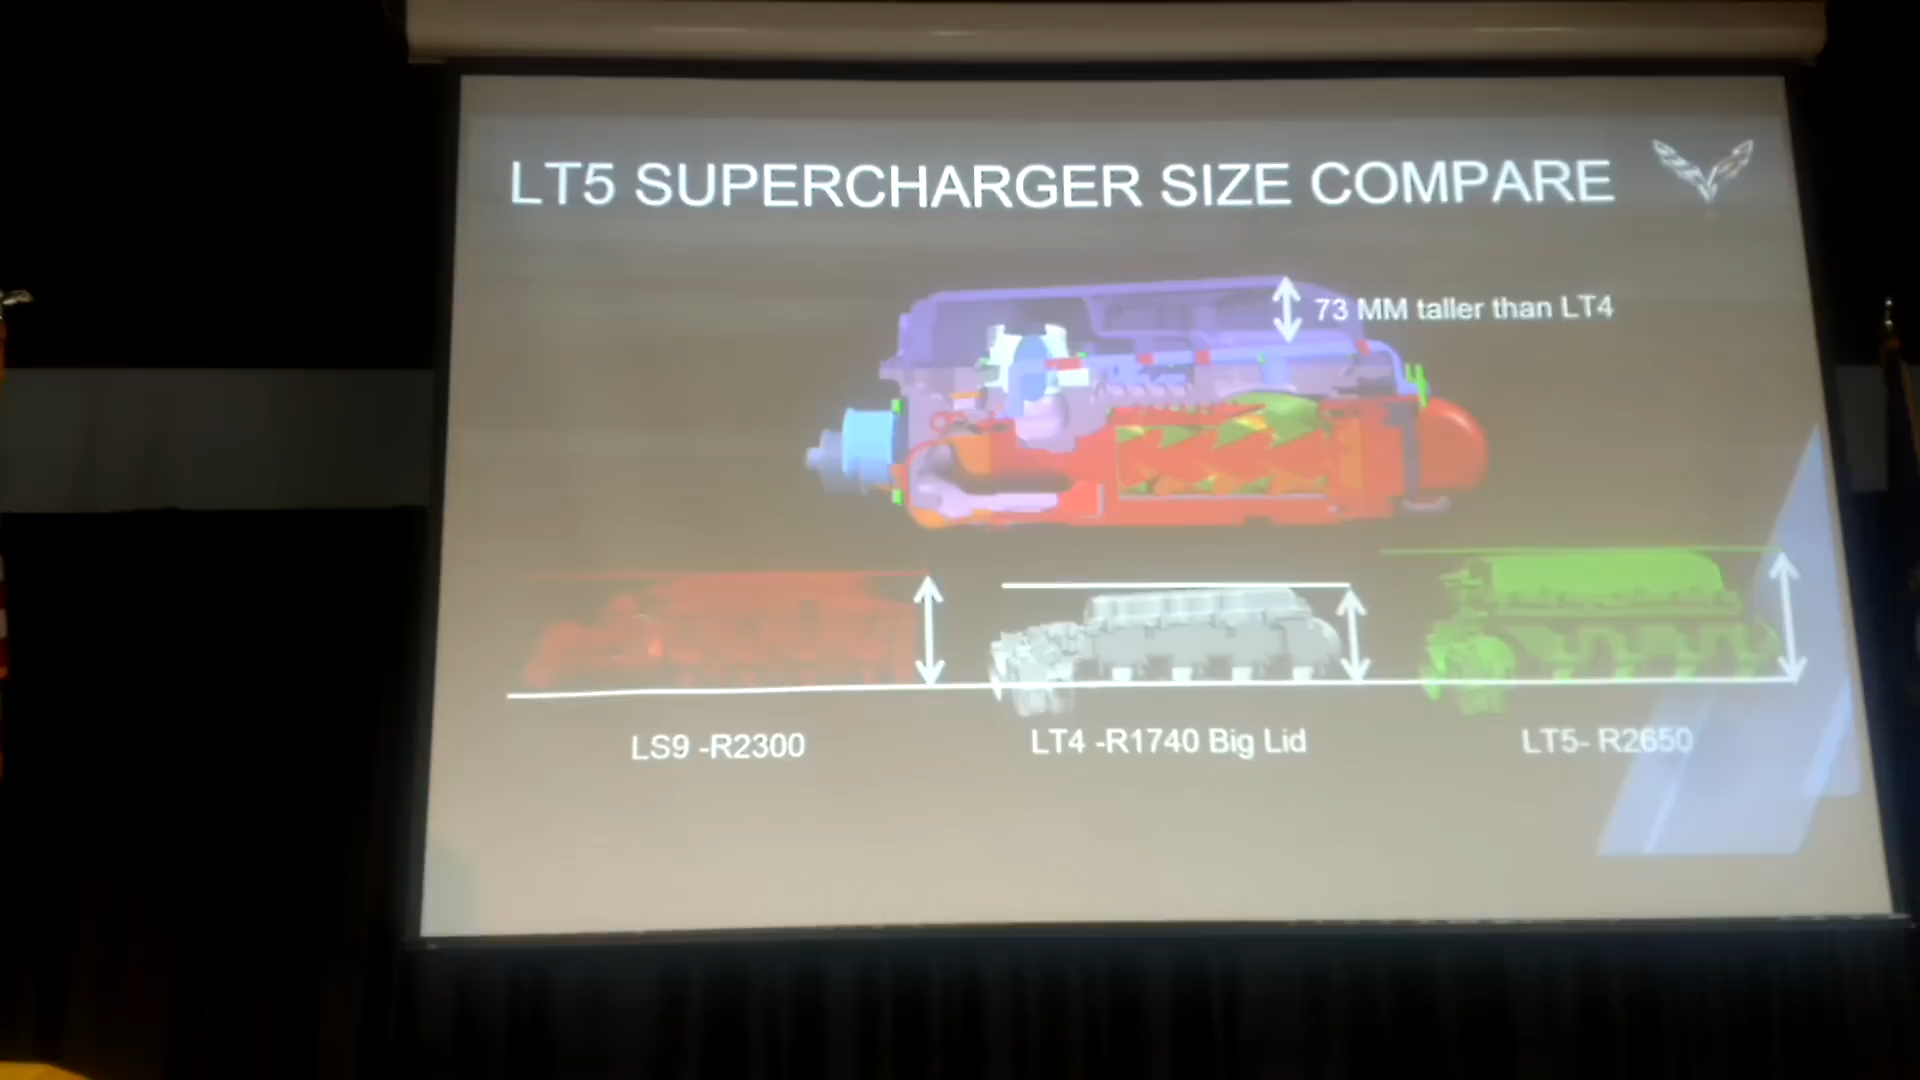 LT5 SUPERCHARGER SIZE COMPARE
73 MM taller than LT4
LS9 -R2300
LT4 -R1740 Big Lid
LT5- R2650